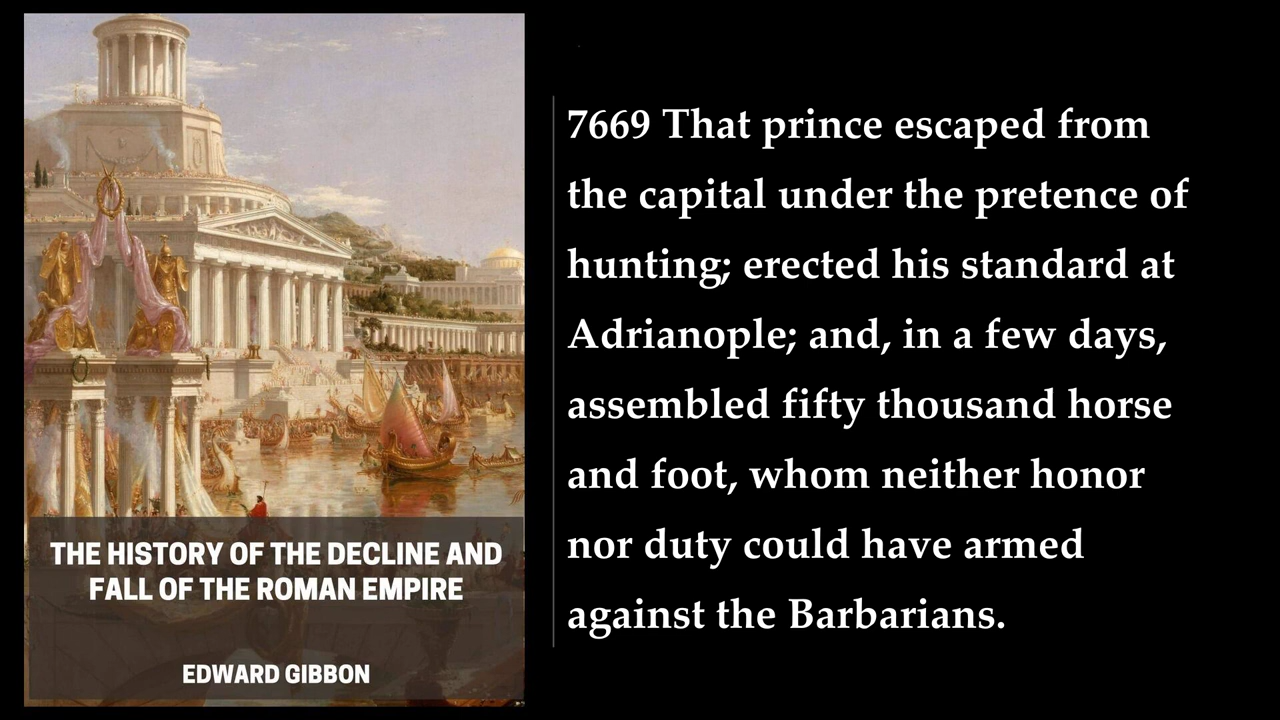 THE HISTORY OF THE DECLINE AND
FALL OF THE ROMAN EMPIRE
EDWARD GIBBON
7669 That prince escaped from
the capital under the pretence of
hunting; erected his standard at
Adrianople; and, in a few days,
assembled fifty thousand horse
and foot, whom neither honor
nor duty could have armed
against the Barbarians.